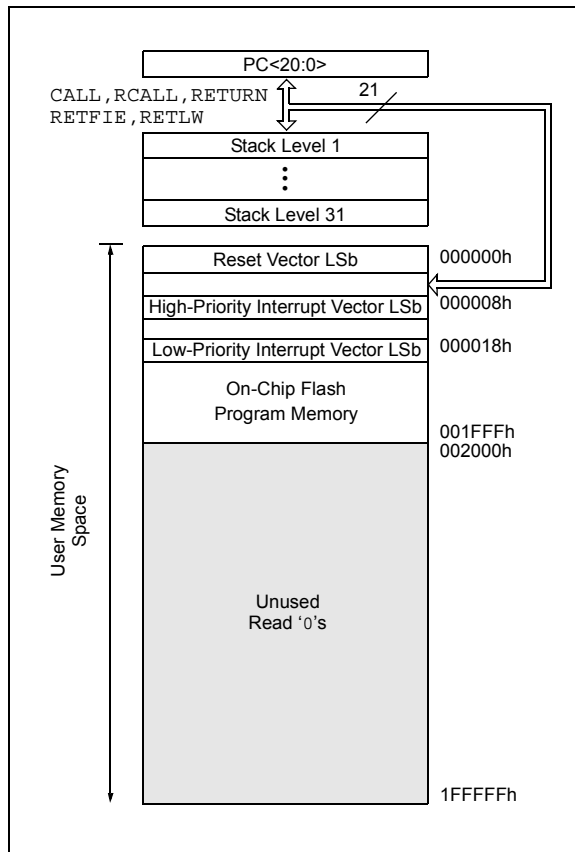 PC<20:0>
CALL,RCALL,RETURN
RETFIE,RETLW
21
Stack Level 1
Stack Level 31
Reset Vector LSb
000000h
High-Priority Interrupt Vector LSb
000008h
Low-Priority Interrupt Vector LSb
000018h
On-Chip Flash
Program Memory
001FFFh
002000h
User Memory
Space
Unused
Read ‘0’s
1FFFFFh